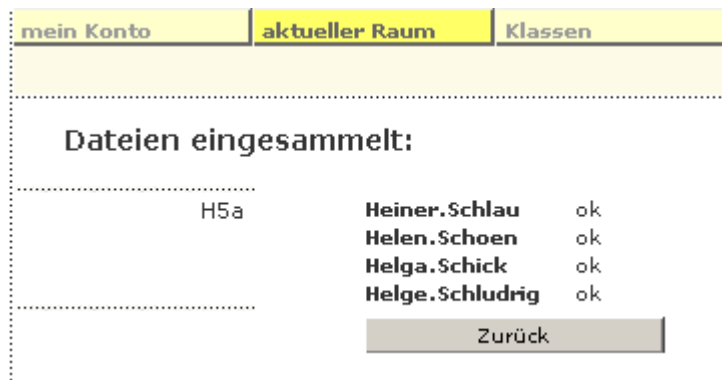 mein Konto aktueller Raum Klassen
Dateien eingesammelt:
H5a Heiner.Schlau ok
Helen.Schoen ok
Helga.Schick ok
Helge.Schludrig ok
Zurück